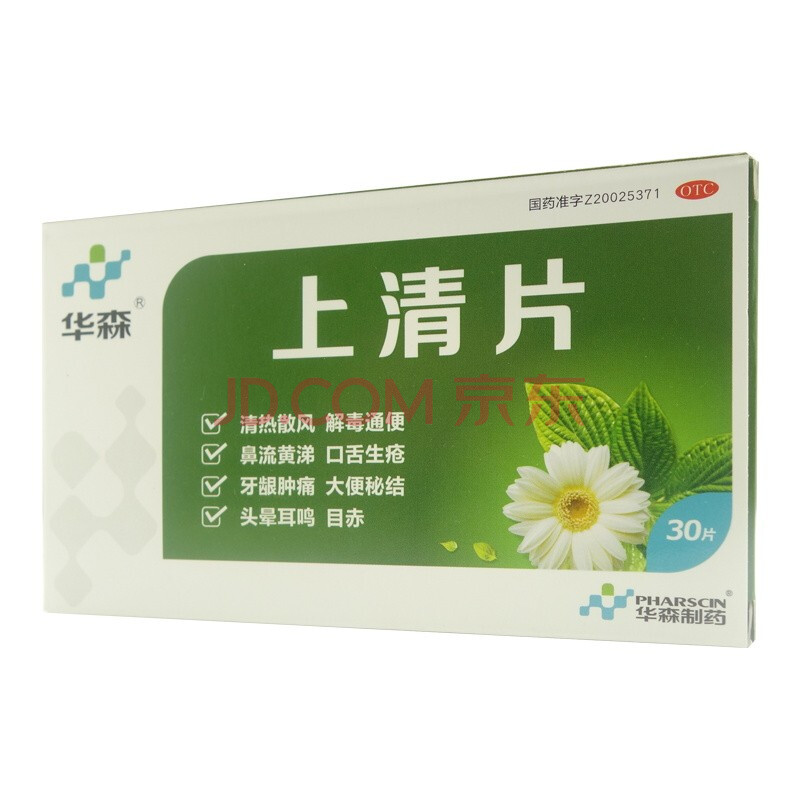 国药准字Z20025371 OTC
华森®
上清片
JD.COM 京东
清热散风 解毒通便
鼻流黄涕 口舌生疮
牙龈肿痛 大便秘结
头晕耳鸣 目赤
30片
PHARSCIN®
华森制药